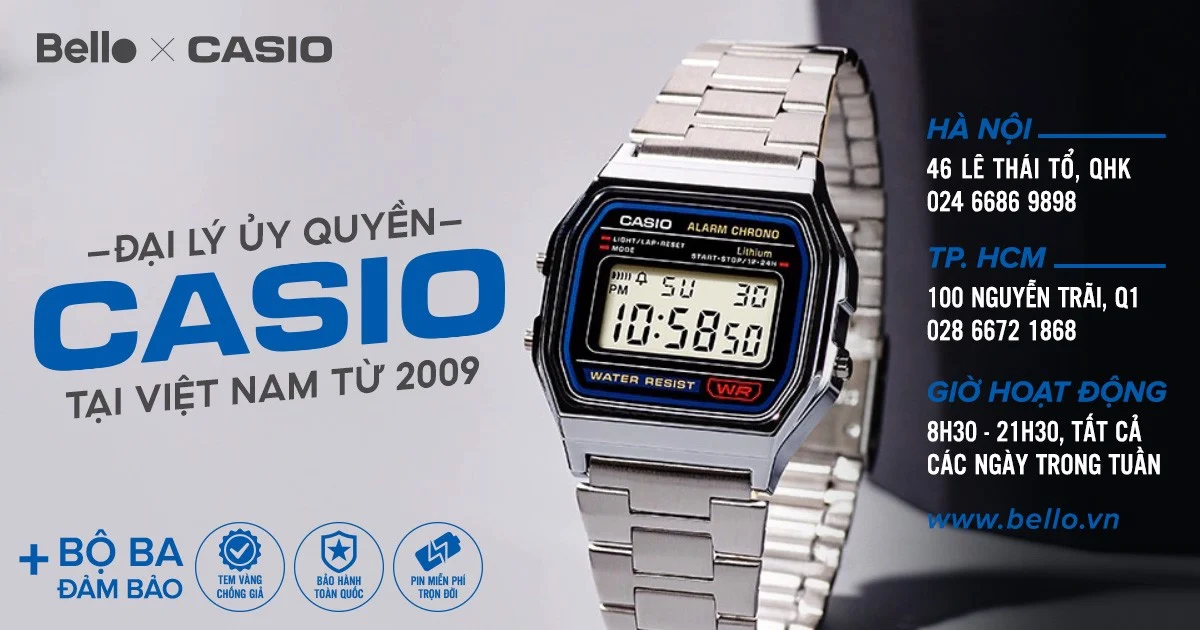 Bello × CASIO
–ĐẠI LÝ ỦY QUYỀN–
CASIO
TẠI VIỆT NAM TỪ 2009
+ BỘ BA
ĐẢM BẢO
TEM VÀNG
CHỐNG GIẢ
BẢO HÀNH
TOÀN QUỐC
PIN MIỄN PHÍ
TRỌN ĐỜI
CASIO
ALARM CHRONO
LIGHT/LAP-RESET
MODE
Lithium
START-STOP/12-24H
PM
SU 30
10:58 50
WATER RESIST WR
HÀ NỘI
46 LÊ THÁI TỔ, QHK
024 6686 9898
TP. HCM
100 NGUYỄN TRÃI, Q1
028 6672 1868
GIỜ HOẠT ĐỘNG
8H30 - 21H30, TẤT CẢ
CÁC NGÀY TRONG TUẦN
www.bello.vn